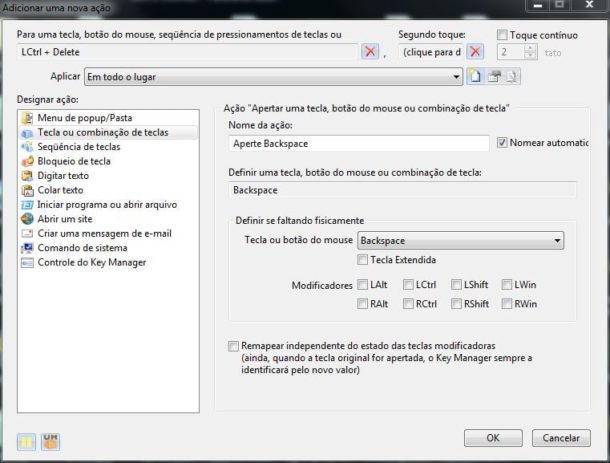 Adicionar uma nova ação
Para uma tecla, botão do mouse, seqüência de pressionamentos de teclas ou
Segundo toque:
Toque contínuo
LCtrl + Delete
,
(clique para d
2
tato
Aplicar
Em todo o lugar
Designar ação:
Menu de popup/Pasta
Tecla ou combinação de teclas
Seqüência de teclas
Bloqueio de tecla
Digitar texto
Colar texto
Iniciar programa ou abrir arquivo
Abrir um site
Criar uma mensagem de e-mail
Comando de sistema
Controle do Key Manager
Ação "Apertar uma tecla, botão do mouse ou combinação de tecla"
Nome da ação:
Aperte Backspace
Nomear automatic
Definir uma tecla, botão do mouse ou combinação de tecla:
Backspace
Definir se faltando fisicamente
Tecla ou botão do mouse
Backspace
Tecla Extendida
Modificadores
LAlt
LCtrl
LShift
LWin
RAlt
RCtrl
RShift
RWin
Remapear independente do estado das teclas modificadoras
(ainda, quando a tecla original for apertada, o Key Manager sempre a
identificará pelo novo valor)
UM
OK
Cancelar